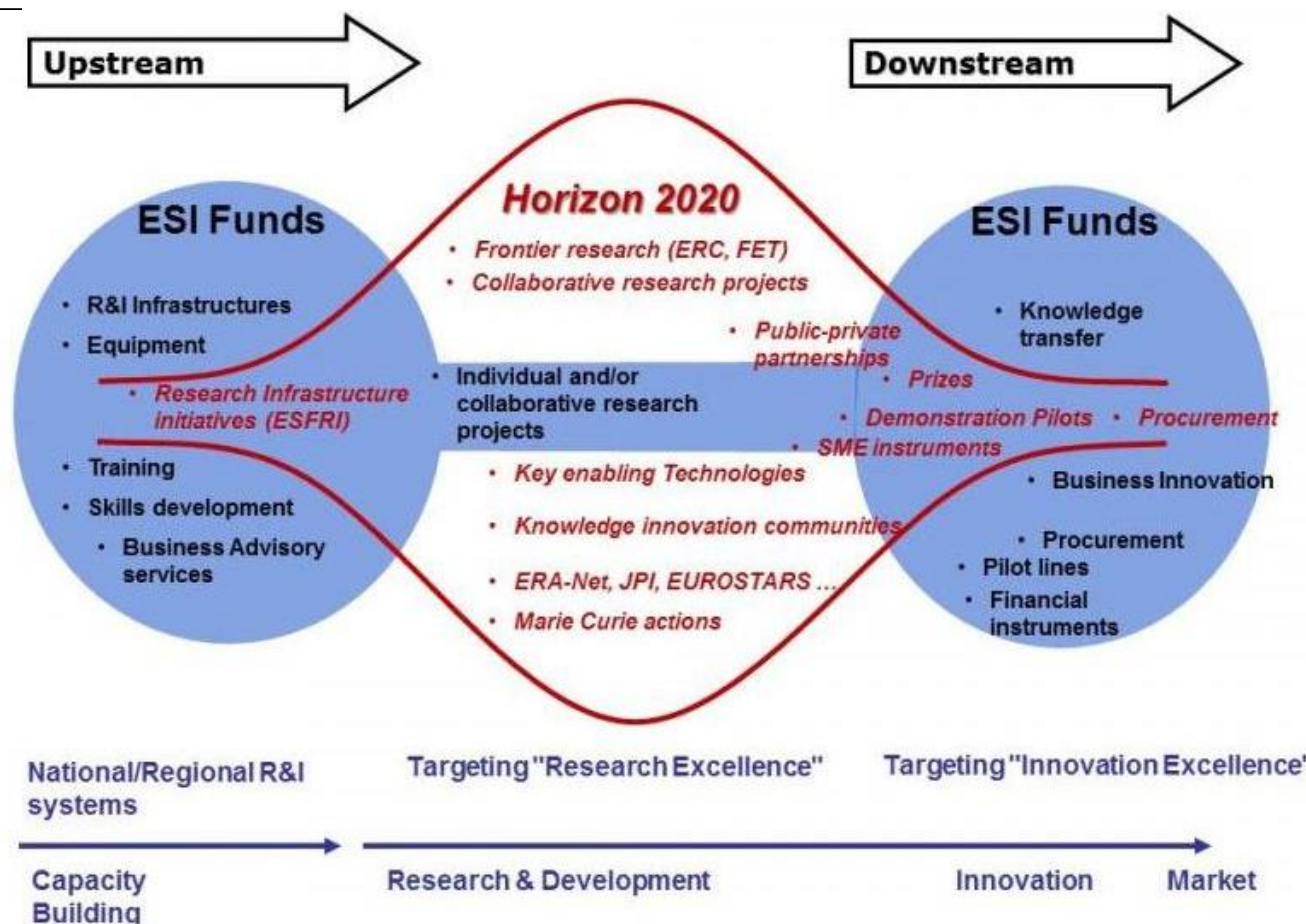 Upstream
Downstream
Horizon 2020
ESI Funds
ESI Funds
• Frontier research (ERC, FET)
• Collaborative research projects
• R&I Infrastructures
• Equipment
• Research Infrastructure
initiatives (ESFRI)
• Training
• Skills development
• Business Advisory
services
• Individual and/or
collaborative research
projects
• Public-private
partnerships
• Prizes
• Demonstration Pilots
• Procurement
• SME instruments
• Key enabling Technologies
• Knowledge innovation communities
• ERA-Net, JPI, EUROSTARS ...
• Marie Curie actions
• Knowledge
transfer
• Business Innovation
• Procurement
• Pilot lines
• Financial
instruments
National/Regional R&I
systems
Targeting "Research Excellence"
Targeting "Innovation Excellence"
Capacity
Building
Research & Development
Innovation
Market